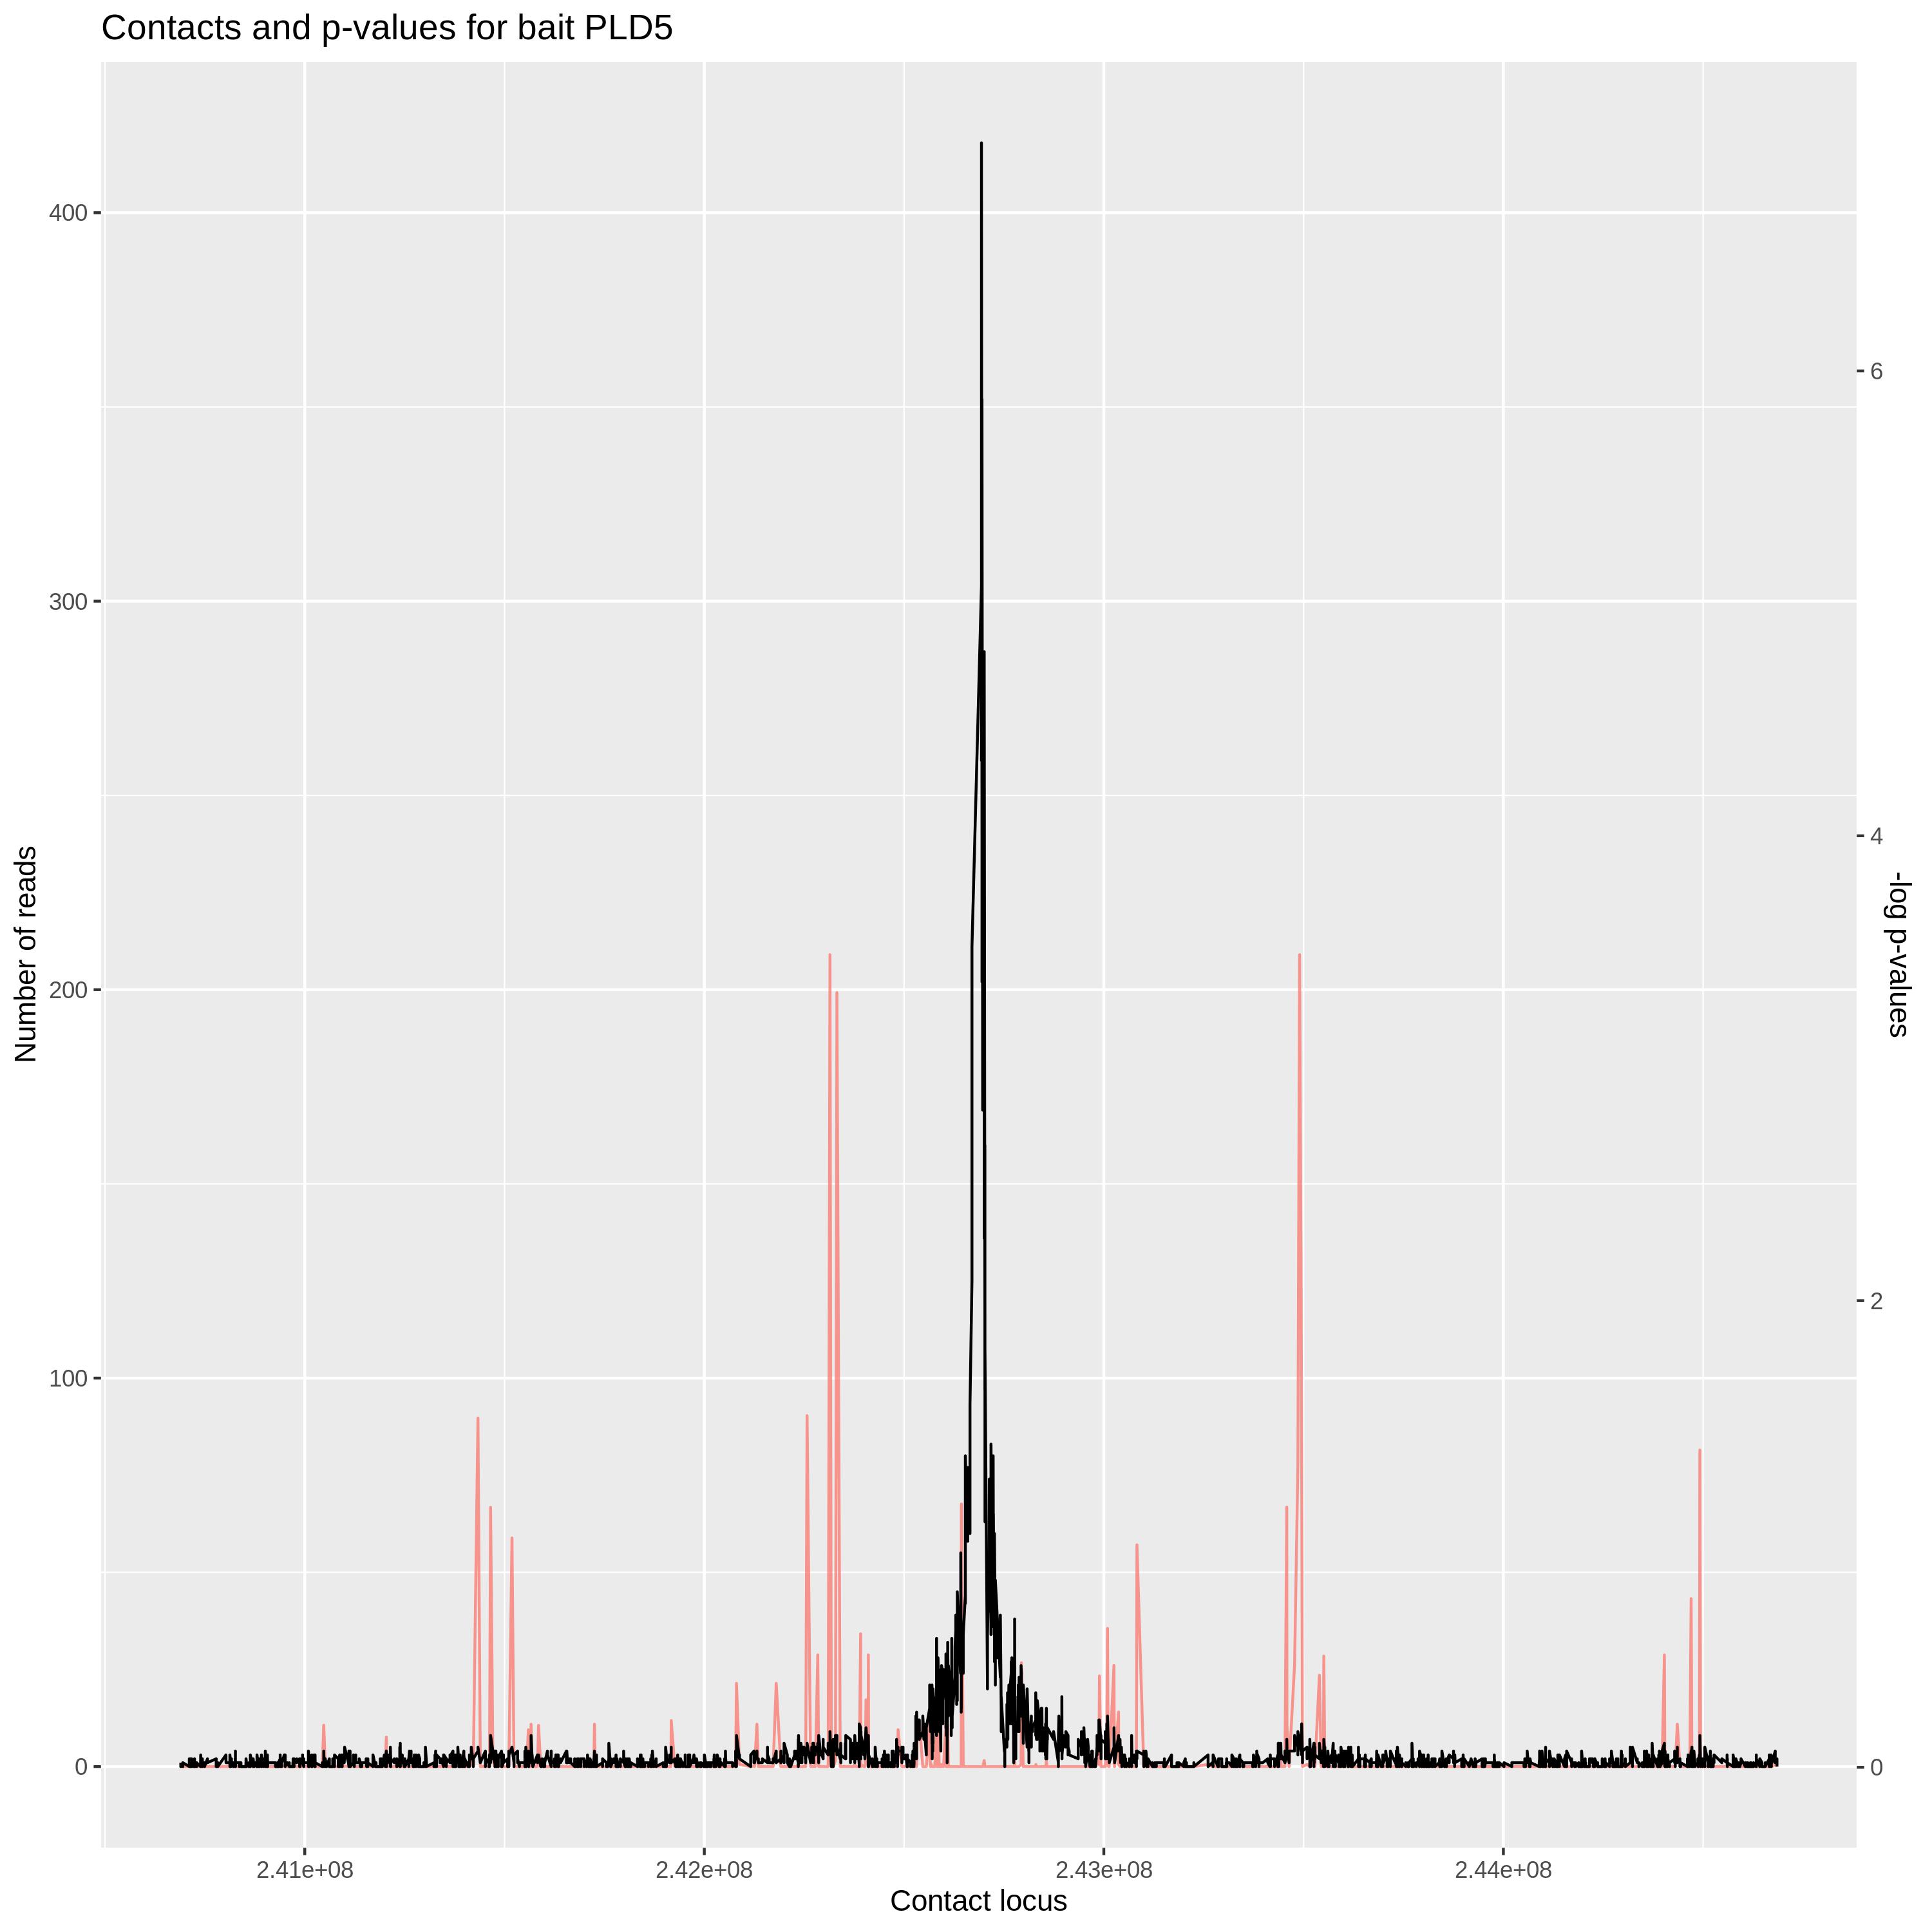 Contacts and p-values for bait PLD5
400
300
200
100
0
Number of reads
6
4
2
0
-log p-values
2.41e+08 2.42e+08 2.43e+08 2.44e+08
Contact locus